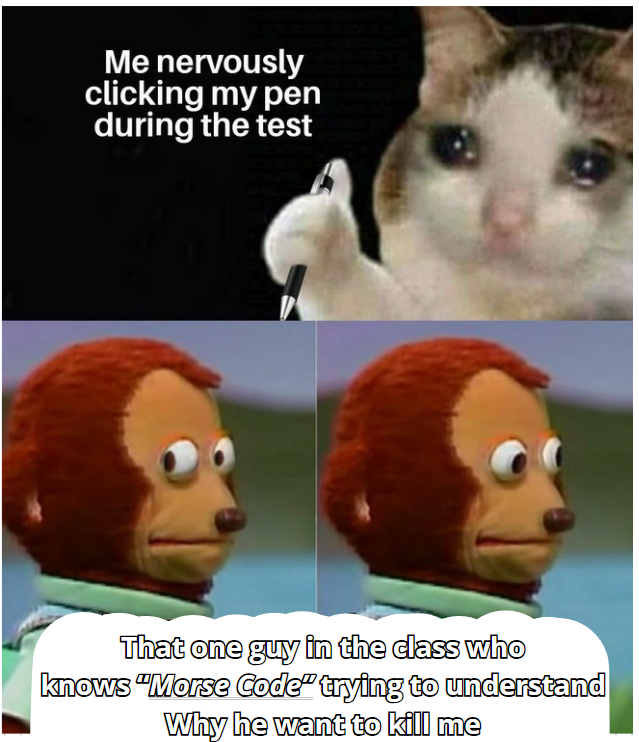 Me nervously
clicking my pen
during the test
That one guy in the class who
knows “Morse Code” trying to understand
Why he want to kill me